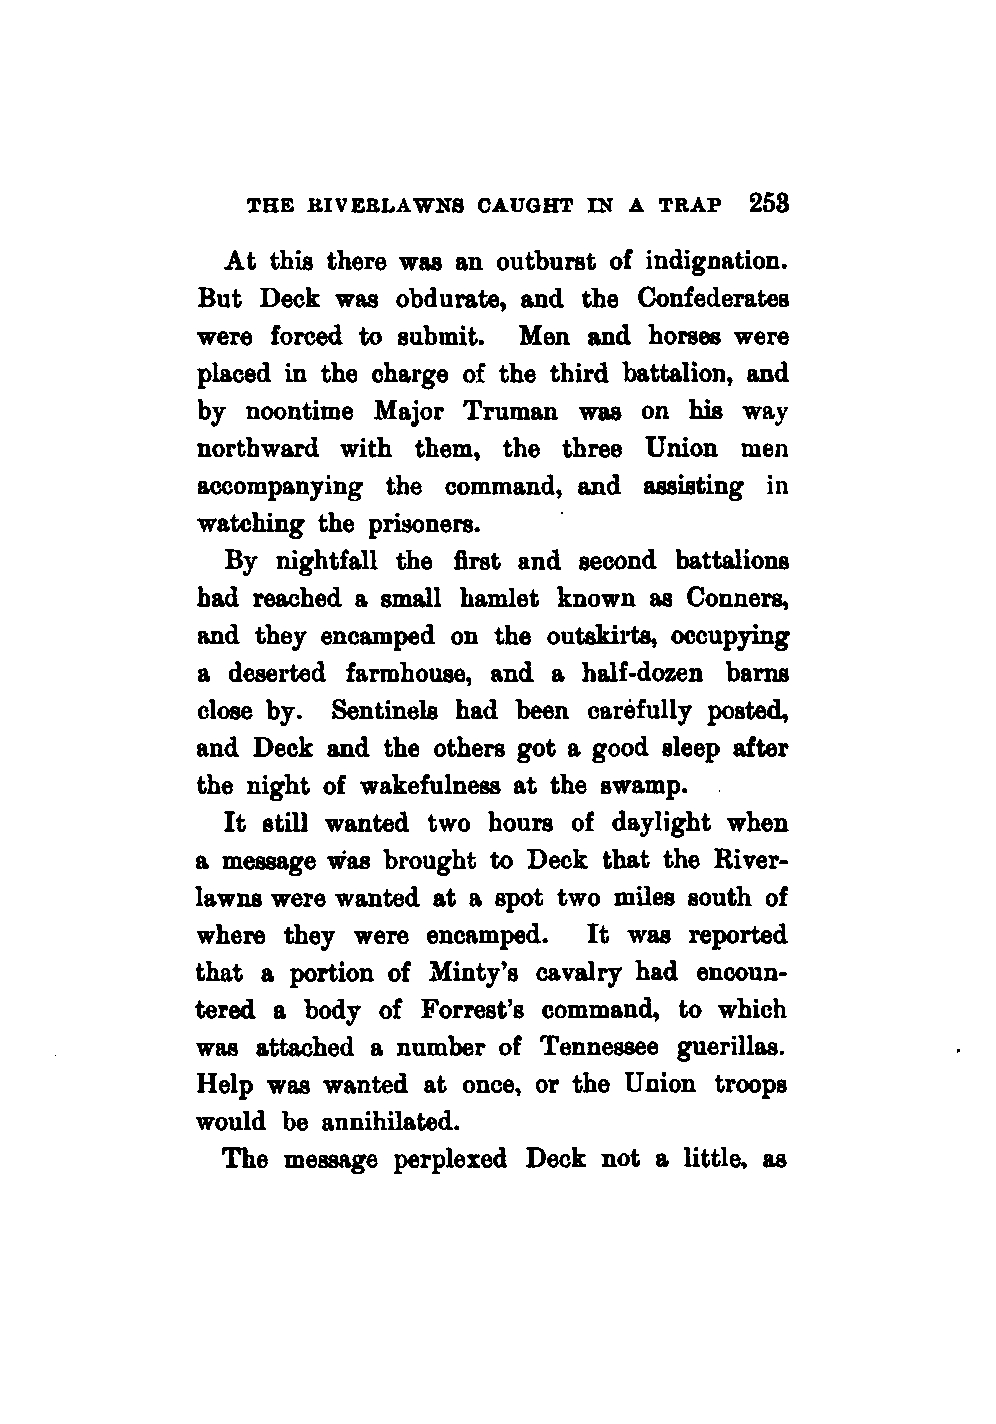 THE RIVERLAWNS CAUGHT IN A TRAP 253
At this there was an outburst of indignation.
But Deck was obdurate, and the Confederates
were forced to submit. Men and horses were
placed in the charge of the third battalion, and
by noontime Major Truman was on his way
northward with them, the three Union men
accompanying the command, and assisting in
watching the prisoners.
By nightfall the first and second battalions
had reached a small hamlet known as Conners,
and they encamped on the outskirts, occupying
a deserted farmhouse, and a half-dozen barns
close by. Sentinels had been carefully posted,
and Deck and the others got a good sleep after
the night of wakefulness at the swamp.
It still wanted two hours of daylight when
a message was brought to Deck that the River-
lawns were wanted at a spot two miles south of
where they were encamped. It was reported
that a portion of Minty's cavalry had encoun-
tered a body of Forrest's command, to which
was attached a number of Tennessee guerillas.
Help was wanted at once, or the Union troops
would be annihilated.
The message perplexed Deck not a little, as